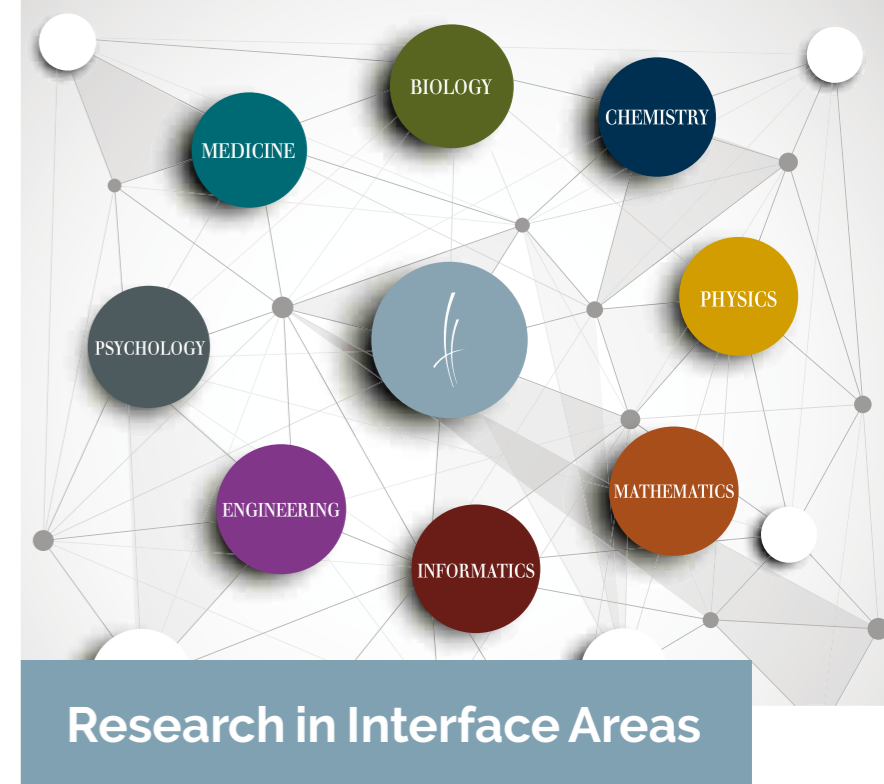 BIOLOGY
CHEMISTRY
MEDICINE
PHYSICS
PSYCHOLOGY
MATHEMATICS
ENGINEERING
INFORMATICS
Research in Interface Areas